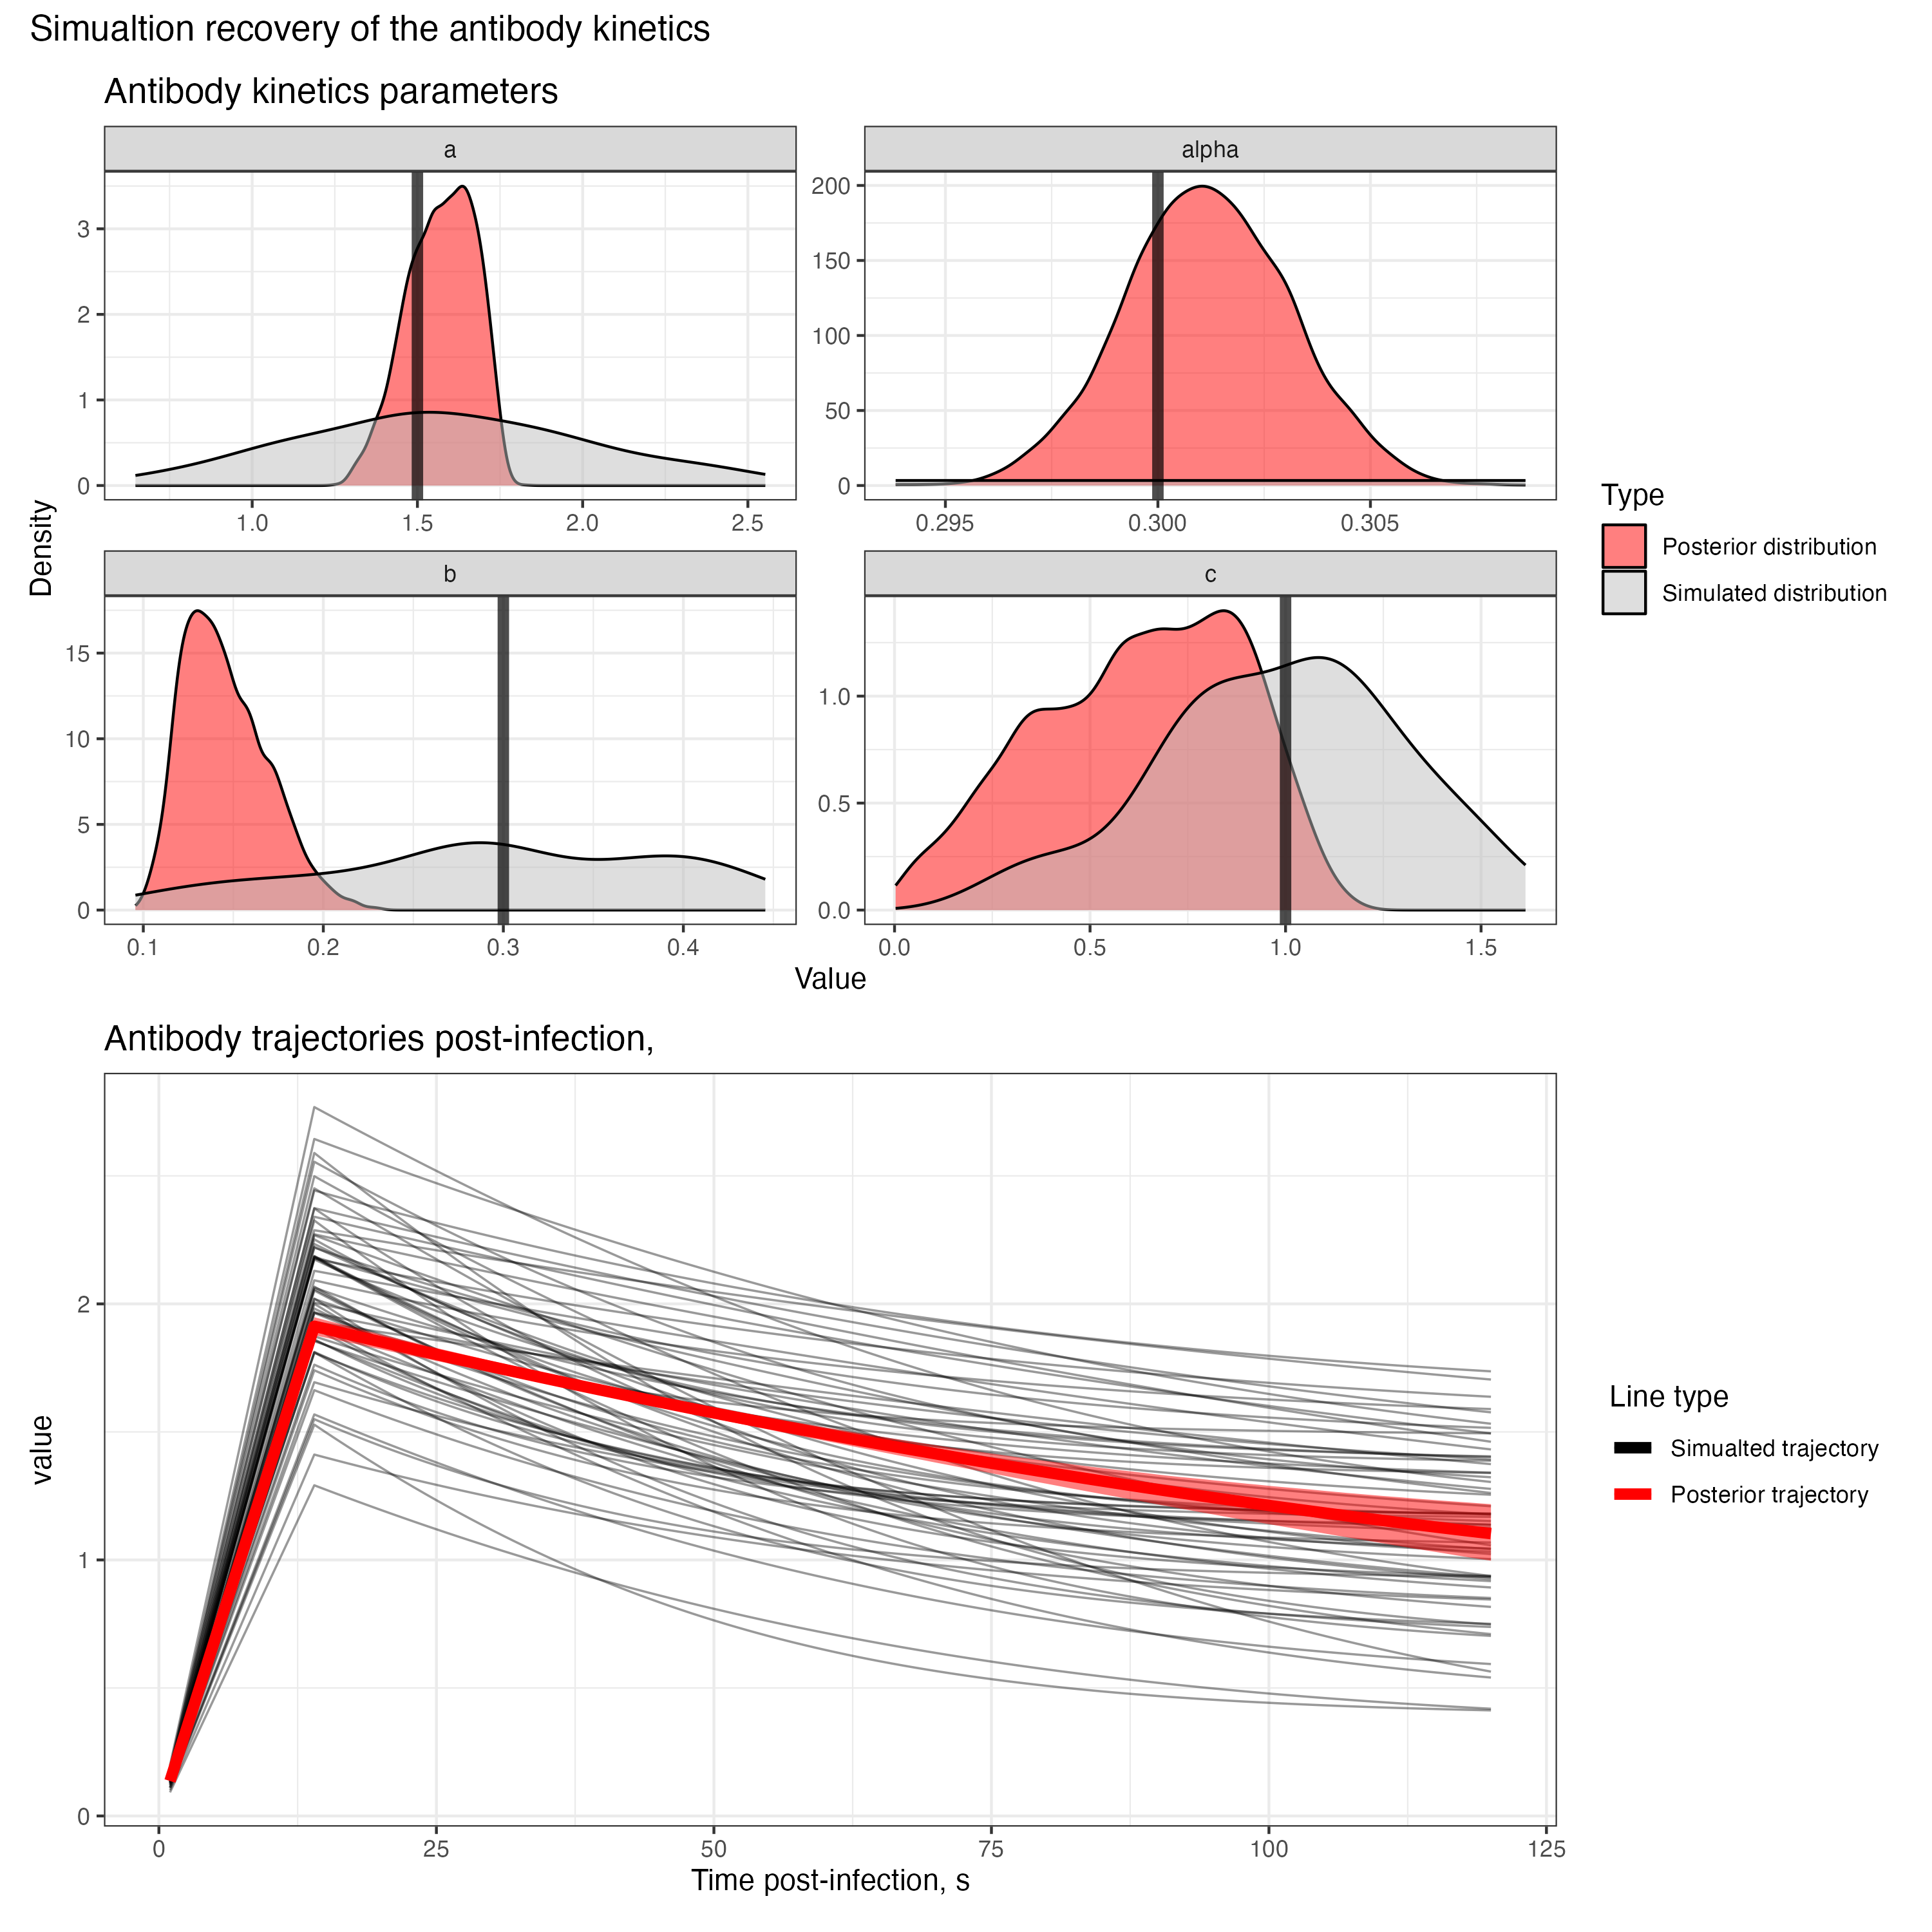 Simualtion recovery of the antibody kinetics
Antibody kinetics parameters
a
alpha
0
1
2
3
1.0
1.5
2.0
2.5
0
50
100
150
200
0.295
0.300
0.305
b
c
0
5
10
15
0.1
0.2
0.3
0.4
0.0
0.5
1.0
0.0
0.5
1.0
1.5
Density
Value
Type
Posterior distribution
Simulated distribution
Antibody trajectories post-infection,
value
0
1
2
0
25
50
75
100
125
Time post-infection, s
Line type
Simualted trajectory
Posterior trajectory